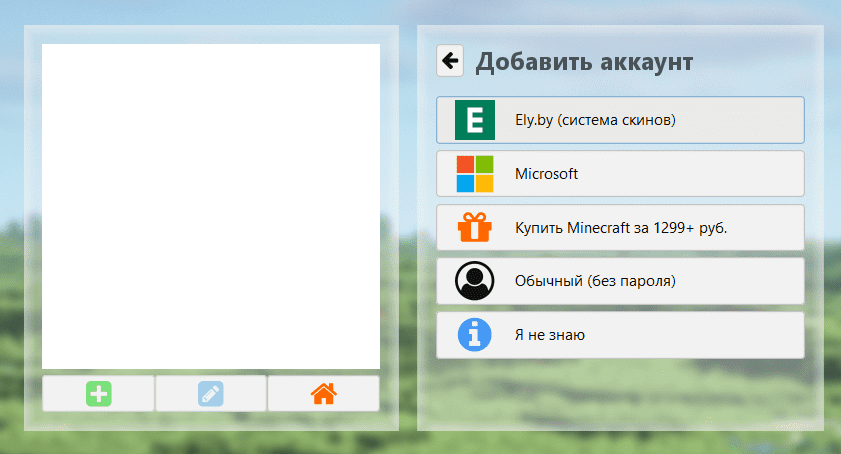 Добавить аккаунт
E
Ely.by (система скинов)
Microsoft
Купить Minecraft за 1299+ руб.
Обычный (без пароля)
Я не знаю